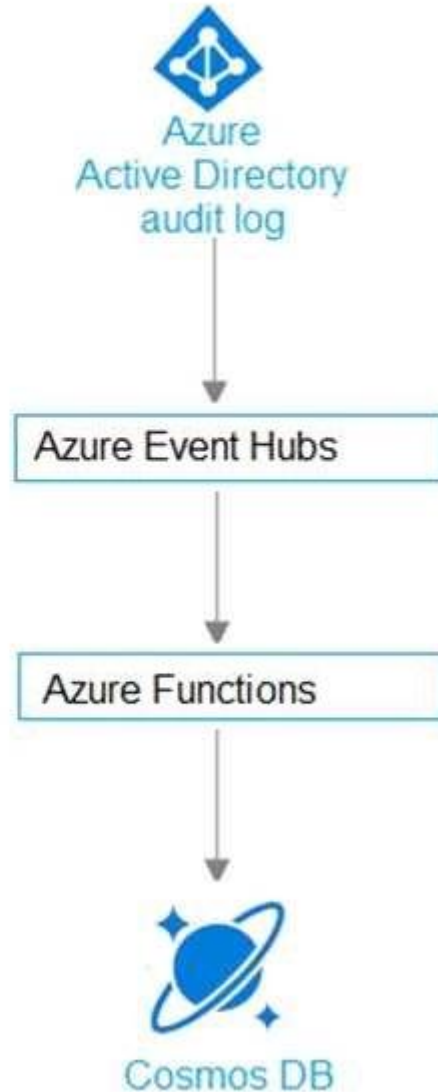 Azure
Active Directory
audit log
Azure Event Hubs
Azure Functions
Cosmos DB